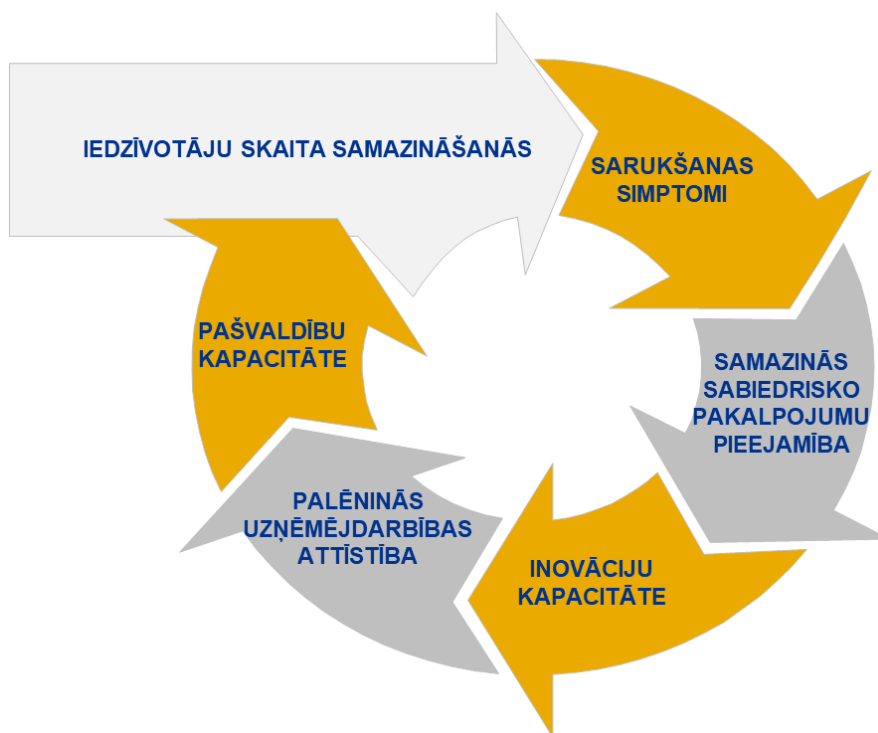 IEDZĪVOTĀJU SKAITA SAMAZINĀŠANĀS
SARUKŠANAS
SIMPTOMI
SAMAZINĀS
SABIEDRISKO
PAKALPOJUMU
PIEEJAMĪBA
INOVĀCIJU
KAPACITĀTE
PALĒNINĀS
UZŅĒMĒJDARBĪBAS
ATTĪSTĪBA
PAŠVALDĪBU
KAPACITĀTE